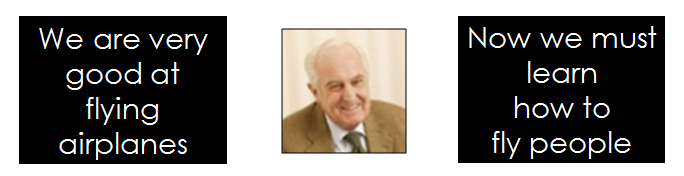 We are very
good at
flying
airplanes
Now we must
learn
how to
fly people